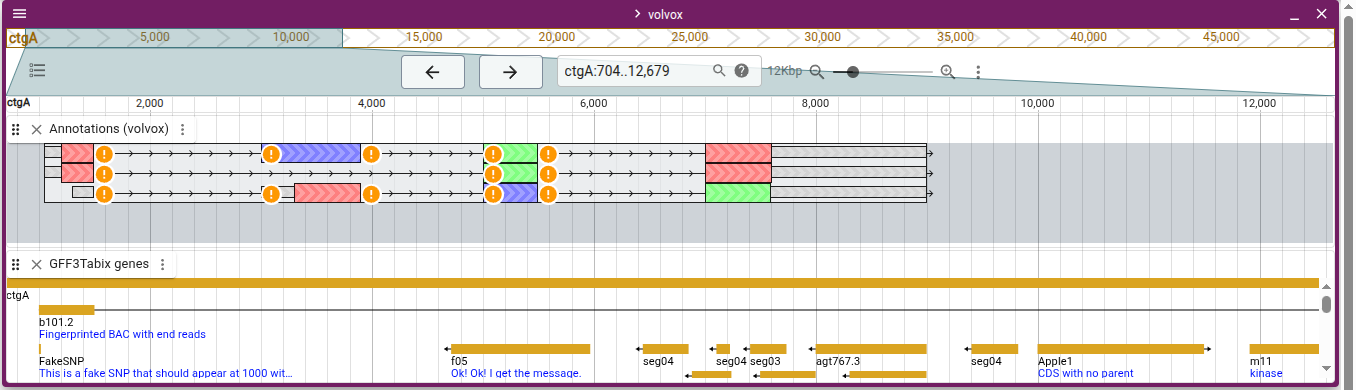 volvox
ctgA 5,000 10,000 15,000 20,000 25,000 30,000 35,000 40,000 45,000
ctgA:704..12,679 12Kbp
ctgA 2,000 4,000 6,000 8,000 10,000 12,000
Annotations (volvox)
GFF3Tabix genes
ctgA
b101.2
Fingerprinted BAC with end reads
FakeSNP f05 seg04 seg04 seg03 agt767.3 seg04 Apple1 m11
This is a fake SNP that should appear at 1000 wit… Ok! Ok! I get the message. CDS with no parent kinase